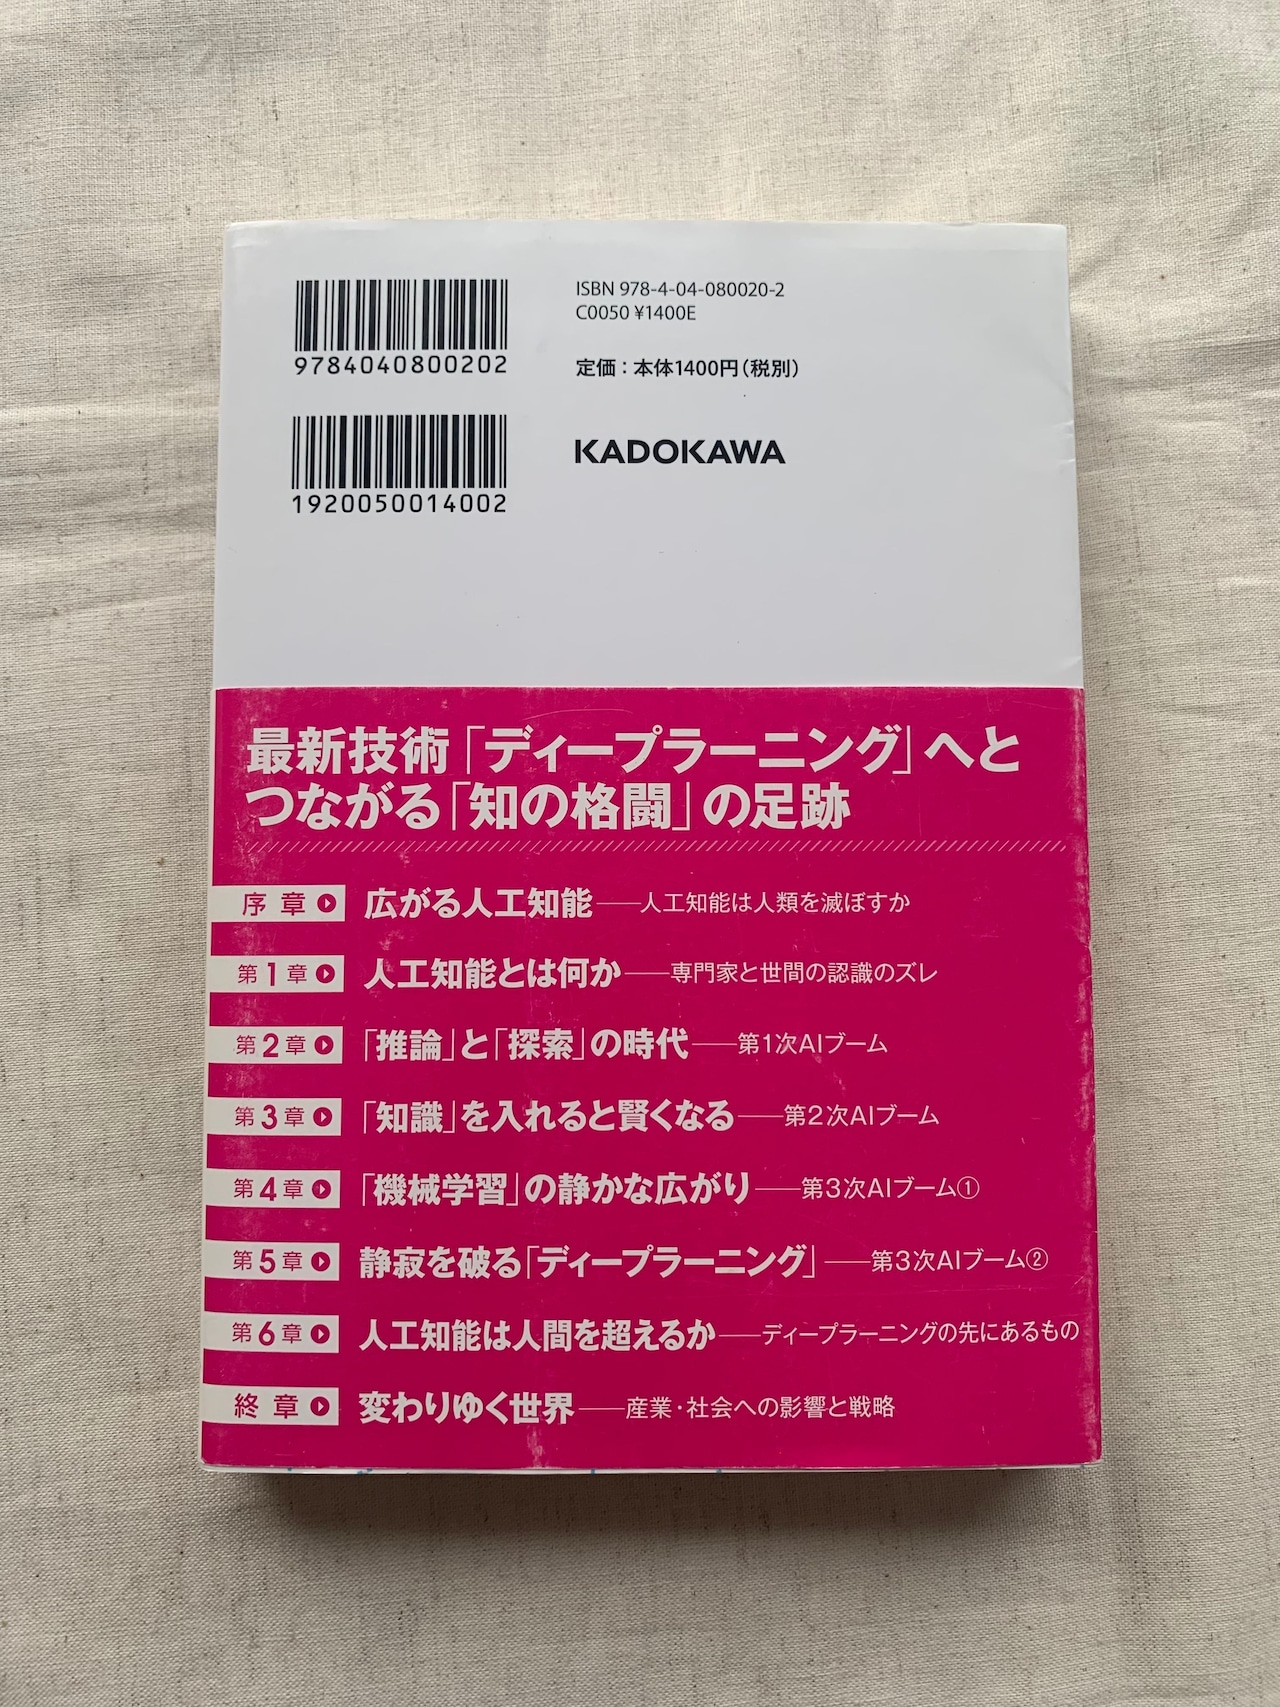 9784040800202
1920050014002
ISBN 978-4-04-080020-2
C0050 ¥1400E
定価：本体1400円（税別）
KADOKAWA
最新技術「ディープラーニング」へと
つながる「知の格闘」の足跡
序章 広がる人工知能──人工知能は人類を滅ぼすか
第1章 人工知能とは何か──専門家と世間の認識のズレ
第2章 「推論」と「探索」の時代──第1次AIブーム
第3章 「知識」を入れると賢くなる──第2次AIブーム
第4章 「機械学習」の静かな広がり──第3次AIブーム①
第5章 静寂を破る「ディープラーニング」──第3次AIブーム②
第6章 人工知能は人間を超えるか──ディープラーニングの先にあるもの
終章 変わりゆく世界──産業・社会への影響と戦略